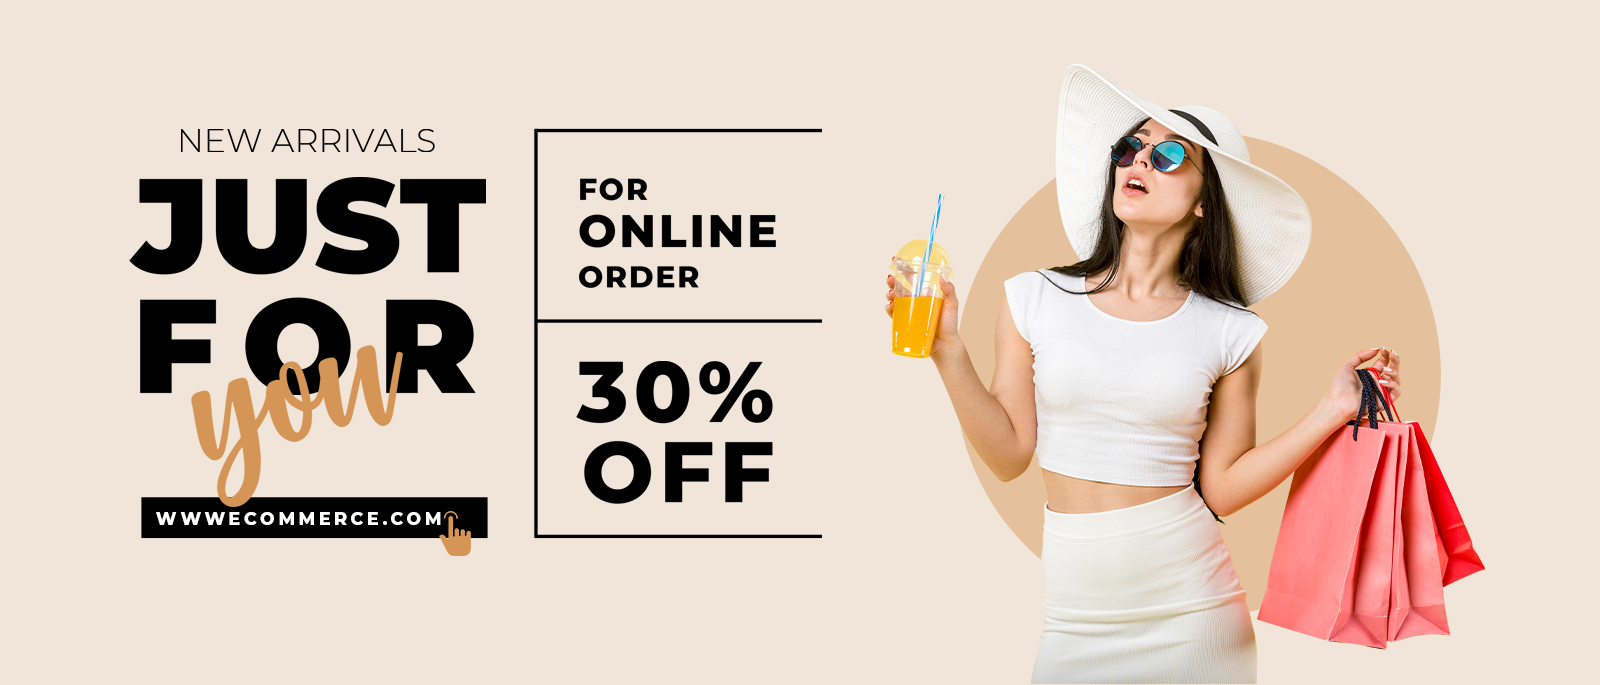 NEW ARRIVALS
JUST
FOR
you
WWWECOMMERCE.COM
FOR
ONLINE
ORDER
30%
OFF